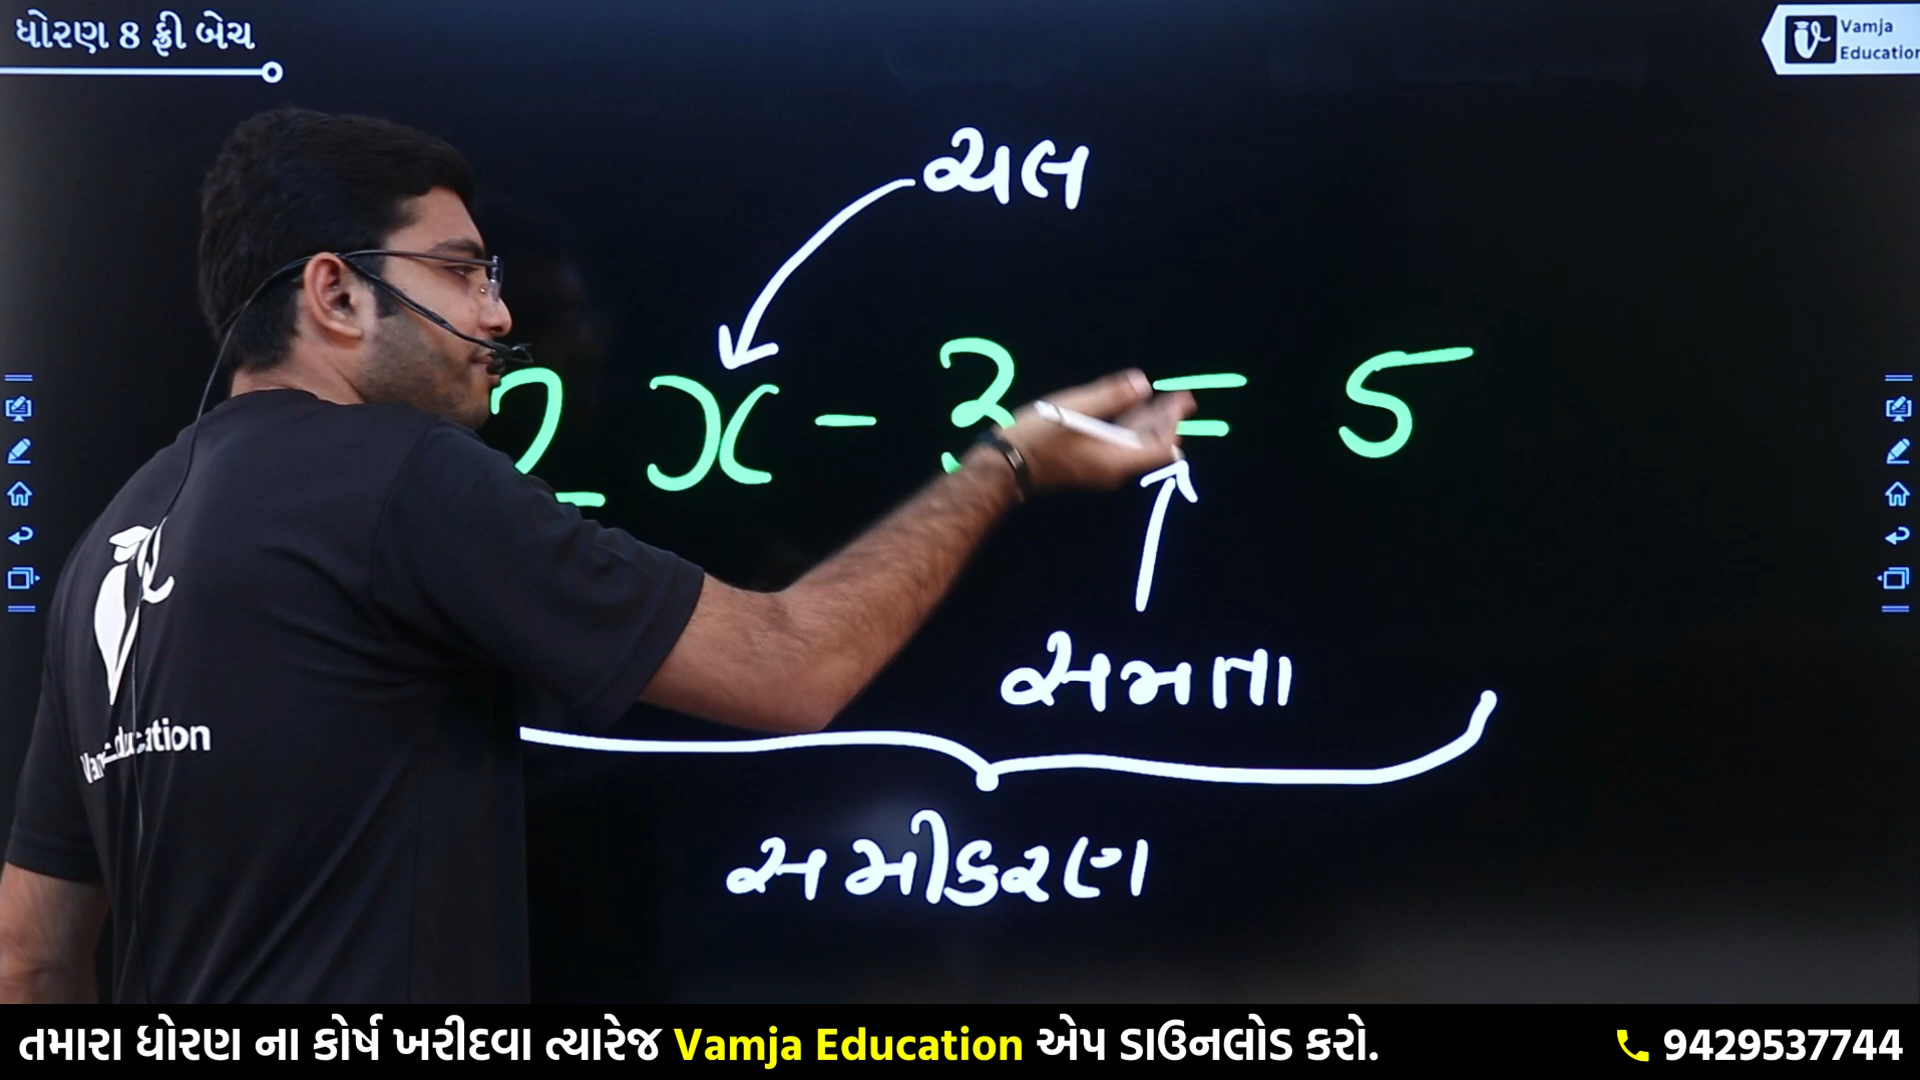 ધોરણ 8 ફ્રી બેચ
Vamja
Education
ચલ
2x - 3 = 5
સમતા
સમીકરણ
તમારા ધોરણ ના કોર્ષ ખરીદવા ત્યારેજ Vamja Education એપ ડાઉનલોડ કરો.
9429537744